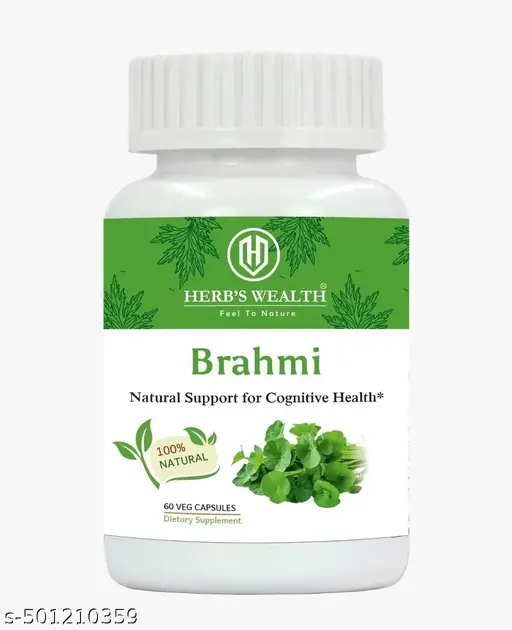 HERB'S WEALTH®
Feel To Nature
Brahmi
Natural Support for Cognitive Health*
100%
NATURAL
60 VEG CAPSULES
Dietary Supplement
s-501210359